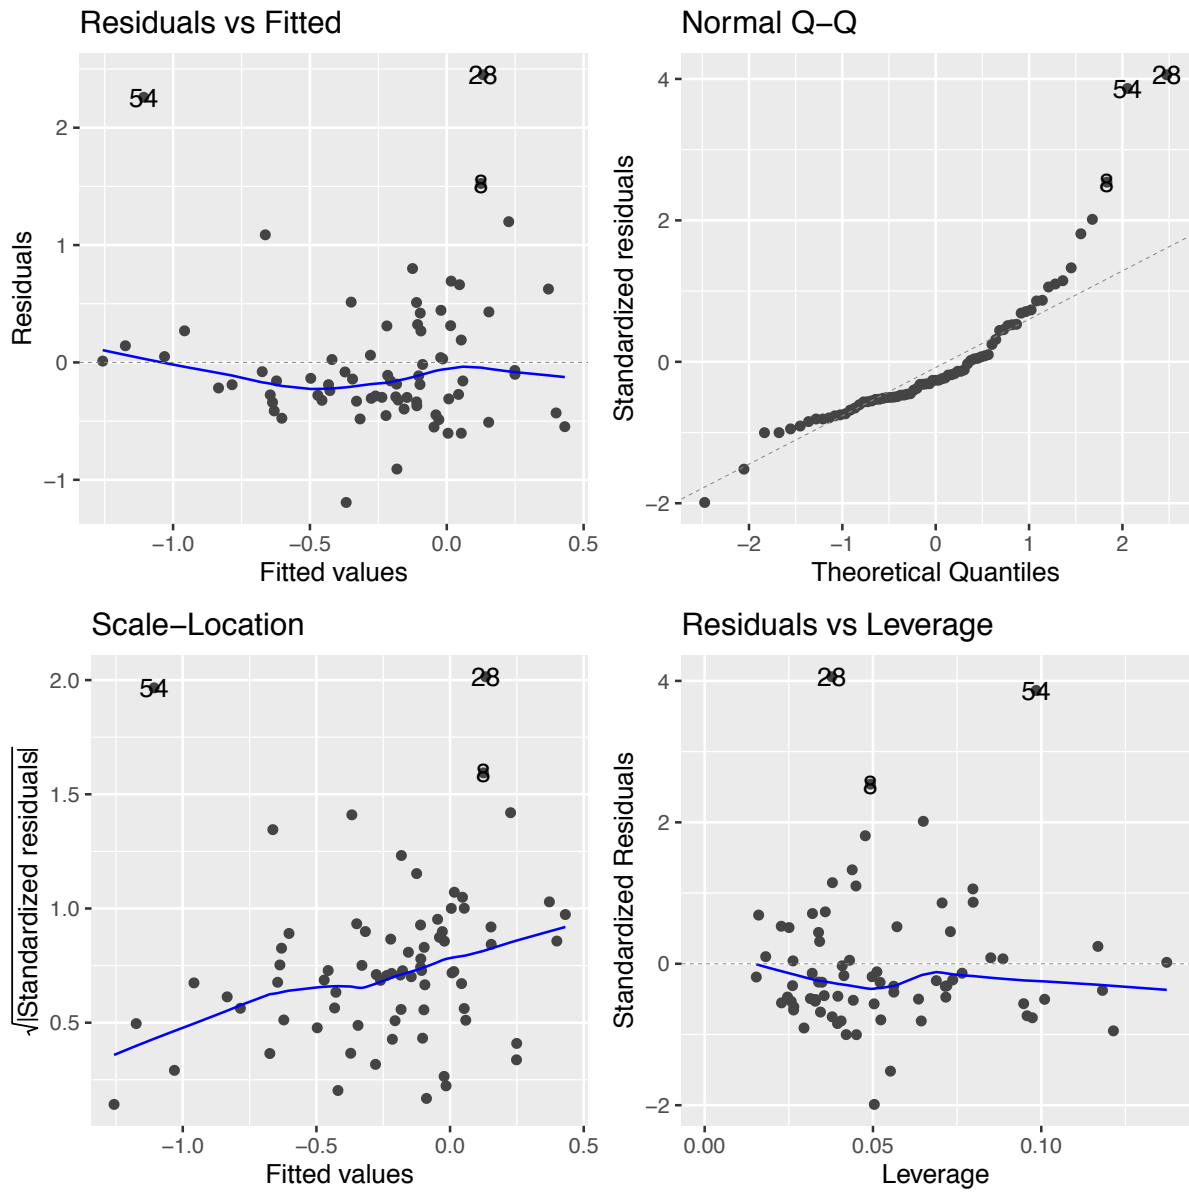 Residuals vs Fitted
Residuals
2
1
0
−1
28
54
8
−1.0 −0.5 0.0 0.5
Fitted values
Normal Q−Q
Standardized residuals
4
2
0
−2
28
54
8
−2 −1 0 1 2
Theoretical Quantiles
Scale−Location
√|Standardized residuals|
2.0
1.5
1.0
0.5
54
28
8
−1.0 −0.5 0.0
Fitted values
Residuals vs Leverage
Standardized Residuals
4
2
0
−2
28
54
8
0.00 0.05 0.10
Leverage